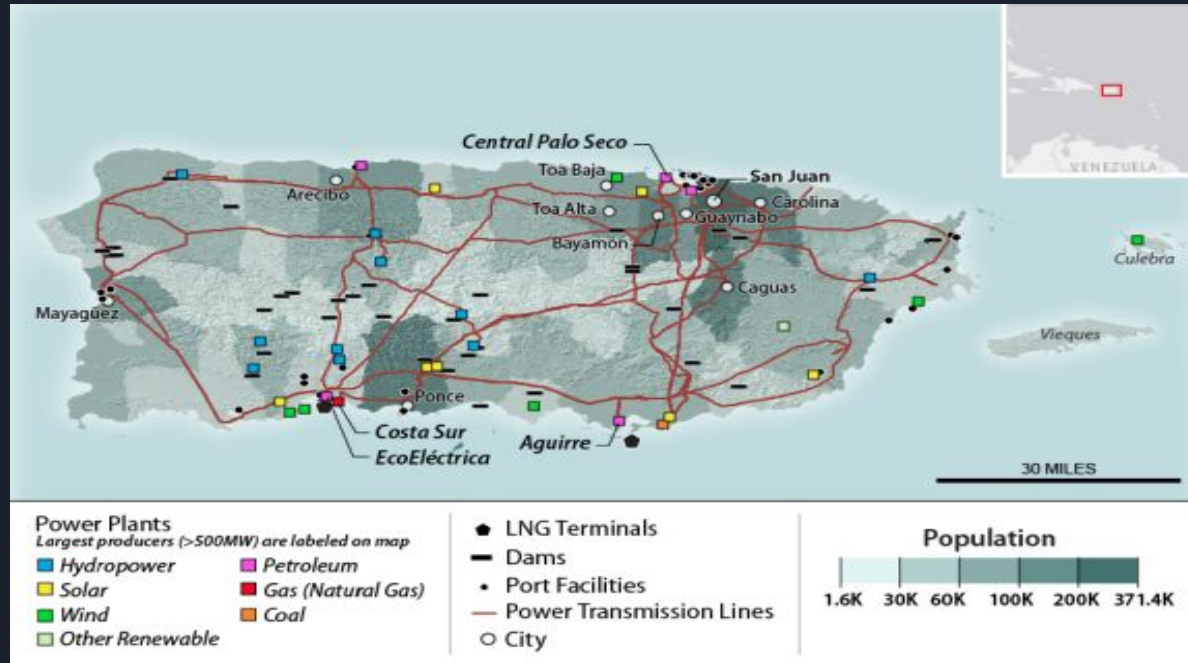 VENEZUELA
Central Palo Seco
Toa Baja
San Juan
Arecibo
Toa Alta
Carolina
Guaynabo
Bayamón
Culebra
Caguas
Mayagüez
Vieques
Ponce
Costa Sur
EcoEléctrica
Aguirre
30 MILES
Power Plants
Largest producers (>500MW) are labeled on map
Hydropower
Solar
Wind
Other Renewable
Petroleum
Gas (Natural Gas)
Coal
LNG Terminals
Dams
Port Facilities
Power Transmission Lines
City
Population
1.6K 30K 60K 100K 200K 371.4K